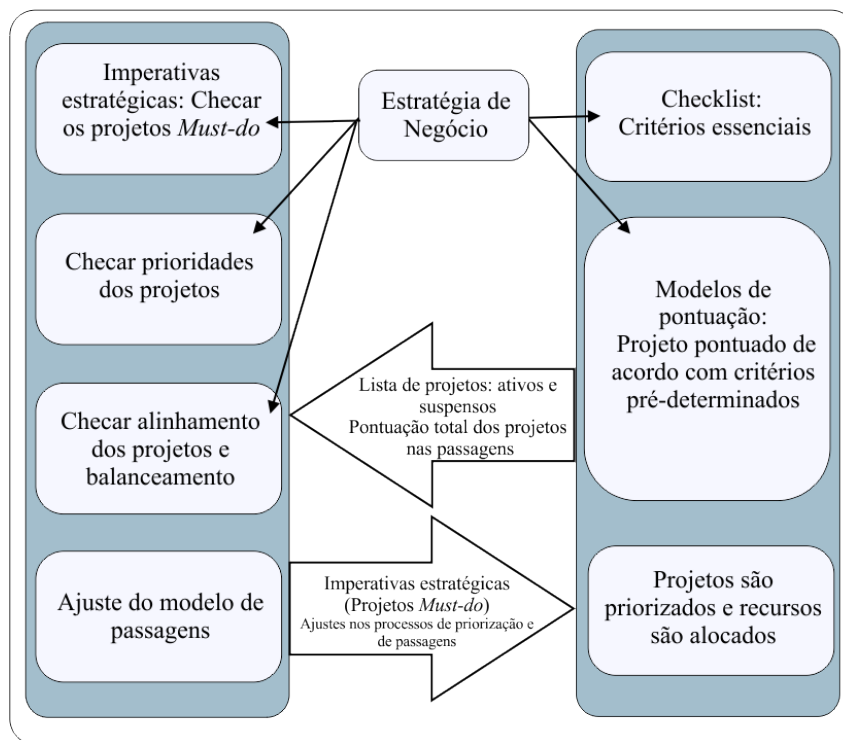 Imperativas
estratégicas: Checar
os projetos Must-do
Checar prioridades
dos projetos
Checar alinhamento
dos projetos e
balanceamento
Ajuste do modelo de
passagens
Estratégia de
Negócio
Lista de projetos: ativos e
suspensos
Pontuação total dos projetos
nas passagens
Imperativas estratégicas
(Projetos Must-do)
Ajustes nos processos de priorização e
de passagens
Checklist:
Critérios essenciais
Modelos de
pontuação:
Projeto pontuado de
acordo com critérios
pré-determinados
Projetos são
priorizados e recursos
são alocados